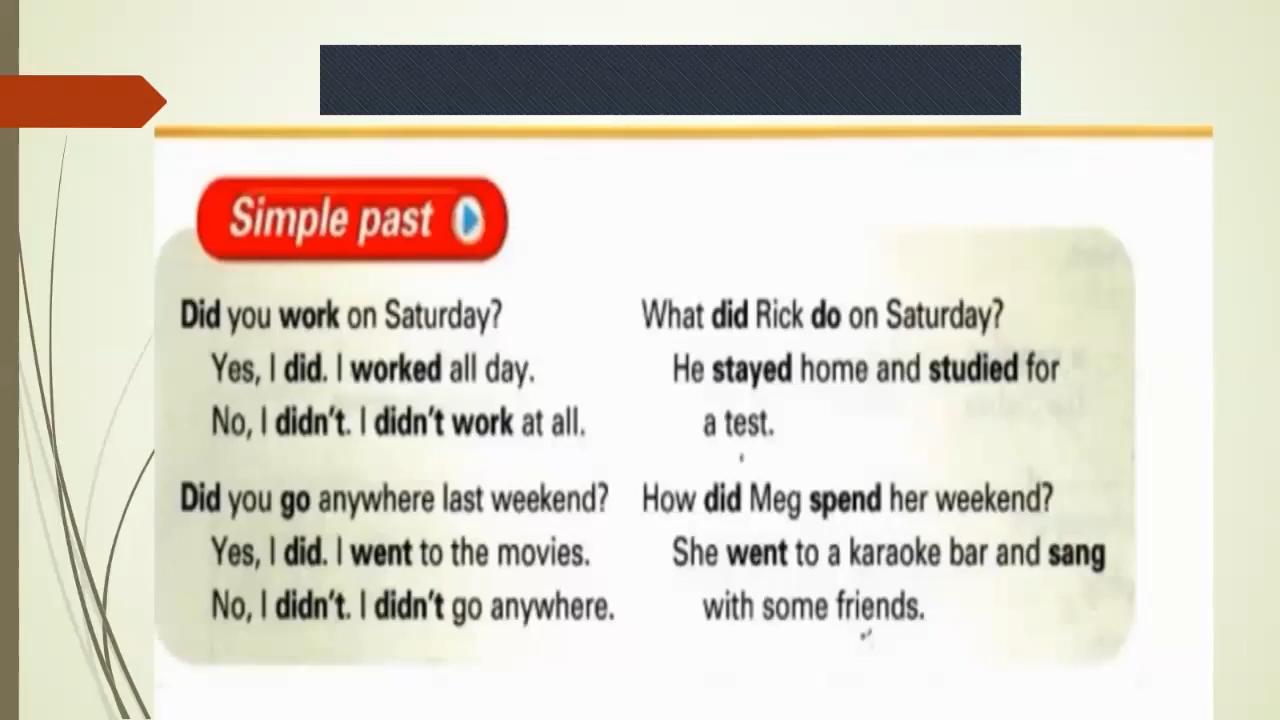 Simple past
Did you work on Saturday?
Yes, I did. I worked all day.
No, I didn't. I didn't work at all.
Did you go anywhere last weekend?
Yes, I did. I went to the movies.
No, I didn't. I didn't go anywhere.
What did Rick do on Saturday?
He stayed home and studied for
a test.
How did Meg spend her weekend?
She went to a karaoke bar and sang
with some friends.